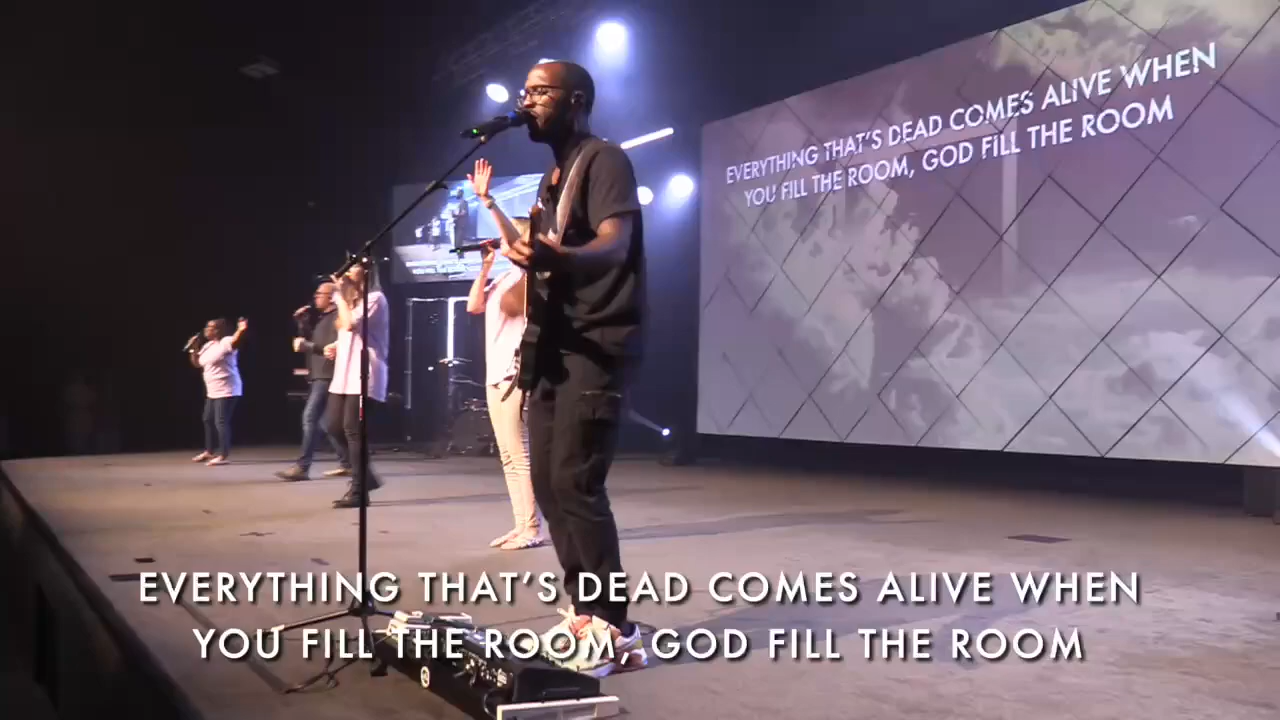 EVERYTHING THAT'S DEAD COMES ALIVE WHEN
YOU FILL THE ROOM, GOD FILL THE ROOM
EVERYTHING THAT'S DEAD COMES ALIVE WHEN
YOU FILL THE ROOM, GOD FILL THE ROOM